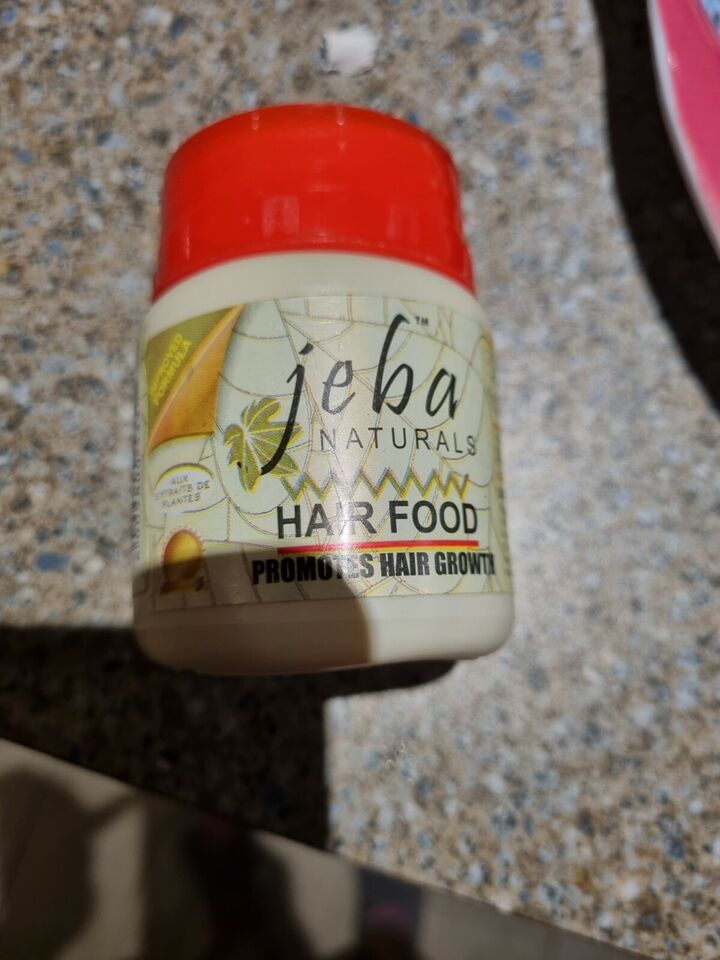 IMPROVED
FORMULA
jeba™
NATURALS
AUX
EXTRAITS DE
PLANTES
HAIR FOOD
PROMOTES HAIR GROWTH